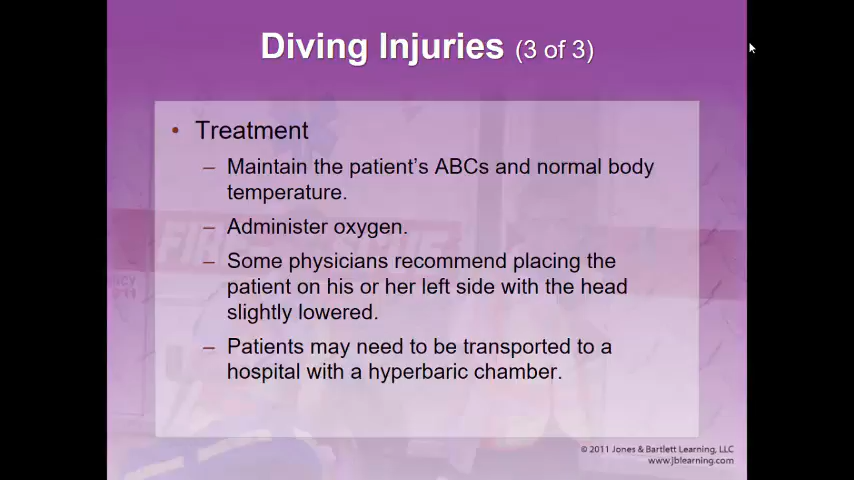 Diving Injuries (3 of 3)
• Treatment
– Maintain the patient's ABCs and normal body
temperature.
– Administer oxygen.
– Some physicians recommend placing the
patient on his or her left side with the head
slightly lowered.
– Patients may need to be transported to a
hospital with a hyperbaric chamber.
© 2011 Jones & Bartlett Learning, LLC
www.jblearning.com